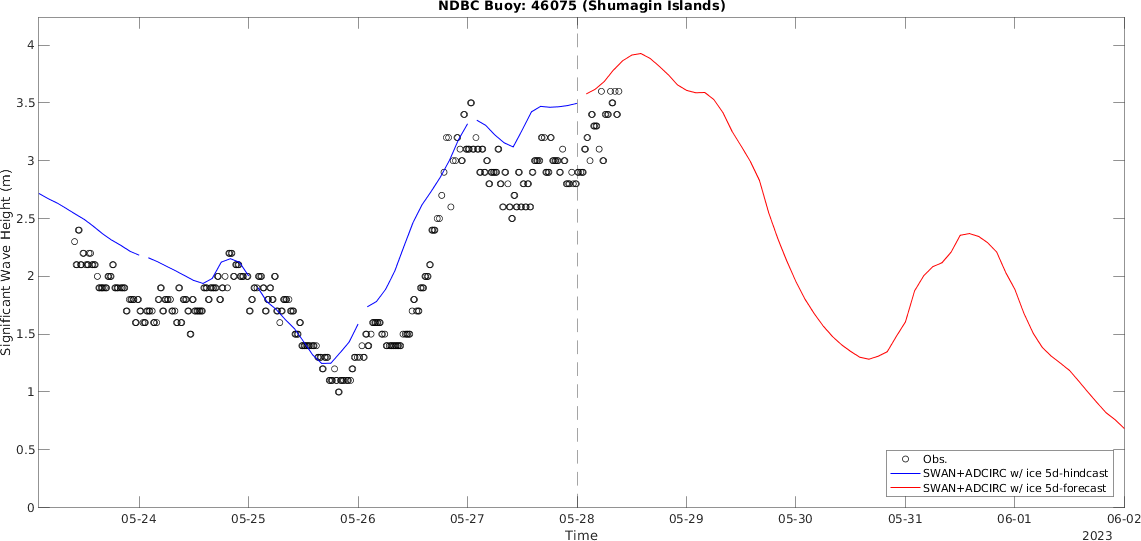 NDBC Buoy: 46075 (Shumagin Islands)
Significant Wave Height (m)
4
3.5
3
2.5
2
1.5
1
0.5
0
Obs.
SWAN+ADCIRC w/ ice 5d-hindcast
SWAN+ADCIRC w/ ice 5d-forecast
05-24 05-25 05-26 05-27 05-28 05-29 05-30 05-31 06-01 06-02
Time 2023